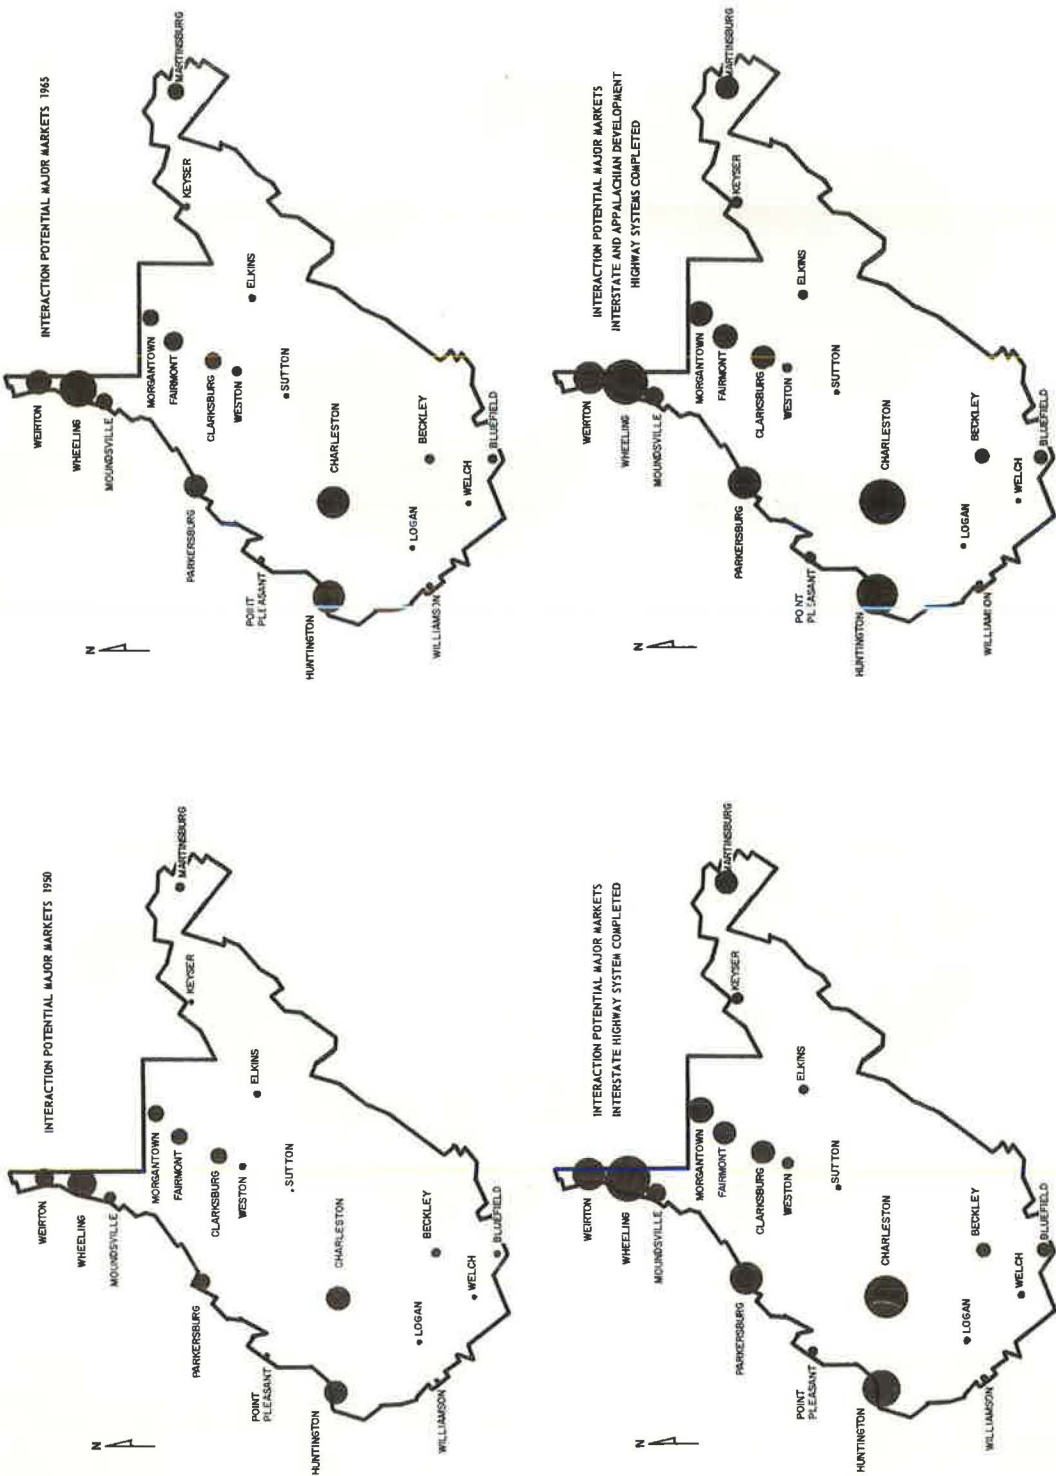 INTERACTION POTENTIAL MAJOR MARKETS 1950
N
WEIRTON
WHEELING
MOUNDSVILLE
MORGANTOWN
FAIRMONT
CLARKSBURG
WESTON
SUTTON
ELKINS
KEYSER
MARTINSBURG
PARKERSBURG
POINT
PLEASANT
HUNTINGTON
CHARLESTON
BECKLEY
LOGAN
WELCH
WILLIAMSON
BLUEFIELD
INTERACTION POTENTIAL MAJOR MARKETS 1965
N
WEIRTON
WHEELING
MOUNDSVILLE
MORGANTOWN
FAIRMONT
CLARKSBURG
WESTON
SUTTON
ELKINS
KEYSER
MARTINSBURG
PARKERSBURG
POINT
PLEASANT
HUNTINGTON
CHARLESTON
BECKLEY
LOGAN
WELCH
WILLIAMSON
BLUEFIELD
INTERACTION POTENTIAL MAJOR MARKETS
INTERSTATE HIGHWAY SYSTEM COMPLETED
N
WEIRTON
WHEELING
MOUNDSVILLE
MORGANTOWN
FAIRMONT
CLARKSBURG
WESTON
SUTTON
ELKINS
KEYSER
MARTINSBURG
PARKERSBURG
POINT
PLEASANT
HUNTINGTON
CHARLESTON
BECKLEY
LOGAN
WELCH
WILLIAMSON
BLUEFIELD
INTERACTION POTENTIAL MAJOR MARKETS
INTERSTATE AND APPALACHIAN DEVELOPMENT
HIGHWAY SYSTEMS COMPLETED
N
WEIRTON
WHEELING
MOUNDSVILLE
MORGANTOWN
FAIRMONT
CLARKSBURG
WESTON
SUTTON
ELKINS
KEYSER
MARTINSBURG
PARKERSBURG
POINT
PLEASANT
HUNTINGTON
CHARLESTON
BECKLEY
LOGAN
WELCH
WILLIAMSON
BLUEFIELD